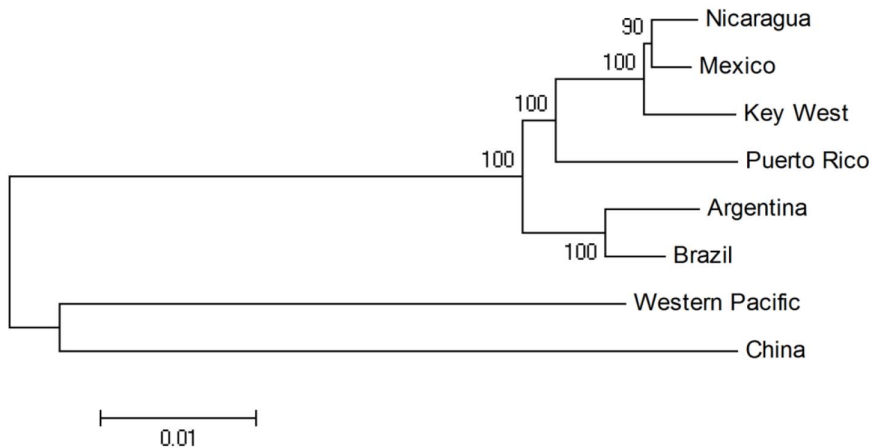 Nicaragua
90
Mexico
100
100
Key West
100
Puerto Rico
Argentina
100
Brazil
Western Pacific
China
0.01